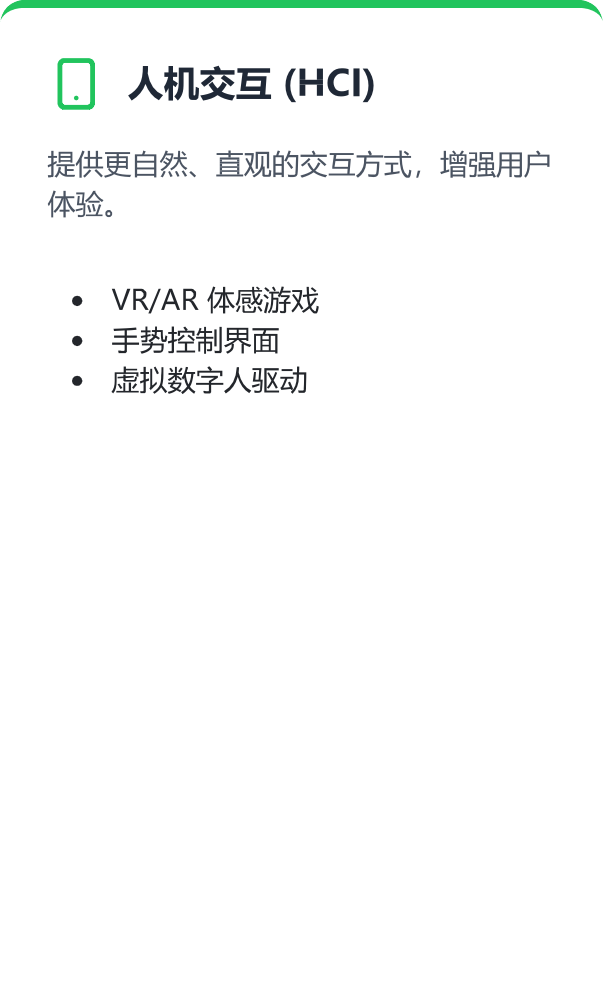 人机交互 (HCI)
提供更自然、直观的交互方式，增强用户
体验。
• VR/AR 体感游戏
• 手势控制界面
• 虚拟数字人驱动